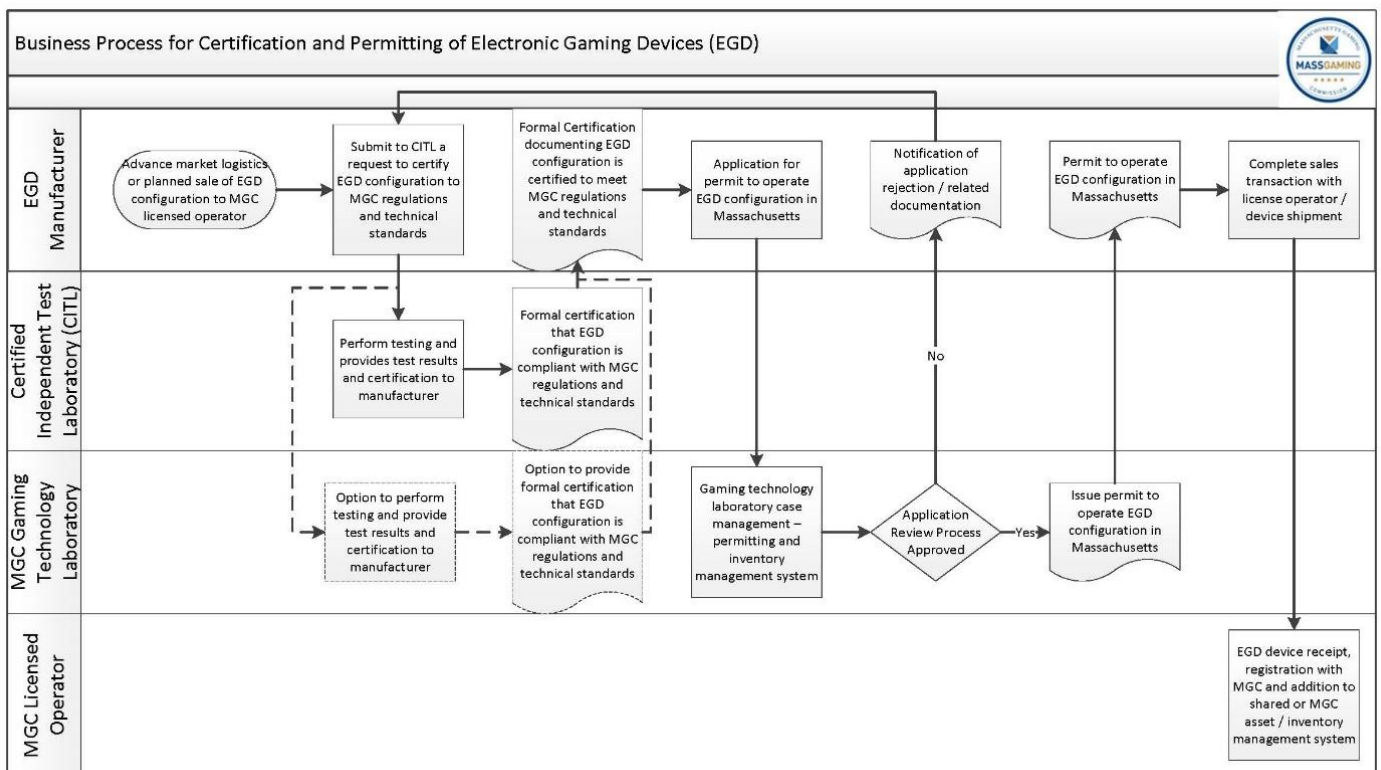 Business Process for Certification and Permitting of Electronic Gaming Devices (EGD)
MASSACHUSETTS GAMING
MASSGAMING
COMMISSION
EGD
Manufacturer
Advance market logistics
or planned sale of EGD
configuration to MGC
licensed operator
Submit to CITL a
request to certify
EGD configuration to
MGC regulations
and technical
standards
Formal Certification
documenting EGD
configuration is
certified to meet
MGC regulations
and technical
standards
Application for
permit to operate
EGD configuration in
Massachusetts
Notification of
application
rejection / related
documentation
Permit to operate
EGD configuration in
Massachusetts
Complete sales
transaction with
license operator /
device shipment
Certified
Independent Test
Laboratory (CITL)
Perform testing and
provides test results
and certification to
manufacturer
Formal certification
that EGD
configuration is
compliant with MGC
regulations and
technical standards
No
MGC Gaming
Technology
Laboratory
Option to perform
testing and provide
test results and
certification to
manufacturer
Option to provide
formal certification
that EGD
configuration is
compliant with MGC
regulations and
technical standards
Gaming technology
laboratory case
management –
permitting and
inventory
management system
Application
Review Process
Approved
Yes
Issue permit to
operate EGD
configuration in
Massachusetts
MGC Licensed
Operator
EGD device receipt,
registration with
MGC and addition to
shared or MGC
asset / inventory
management system